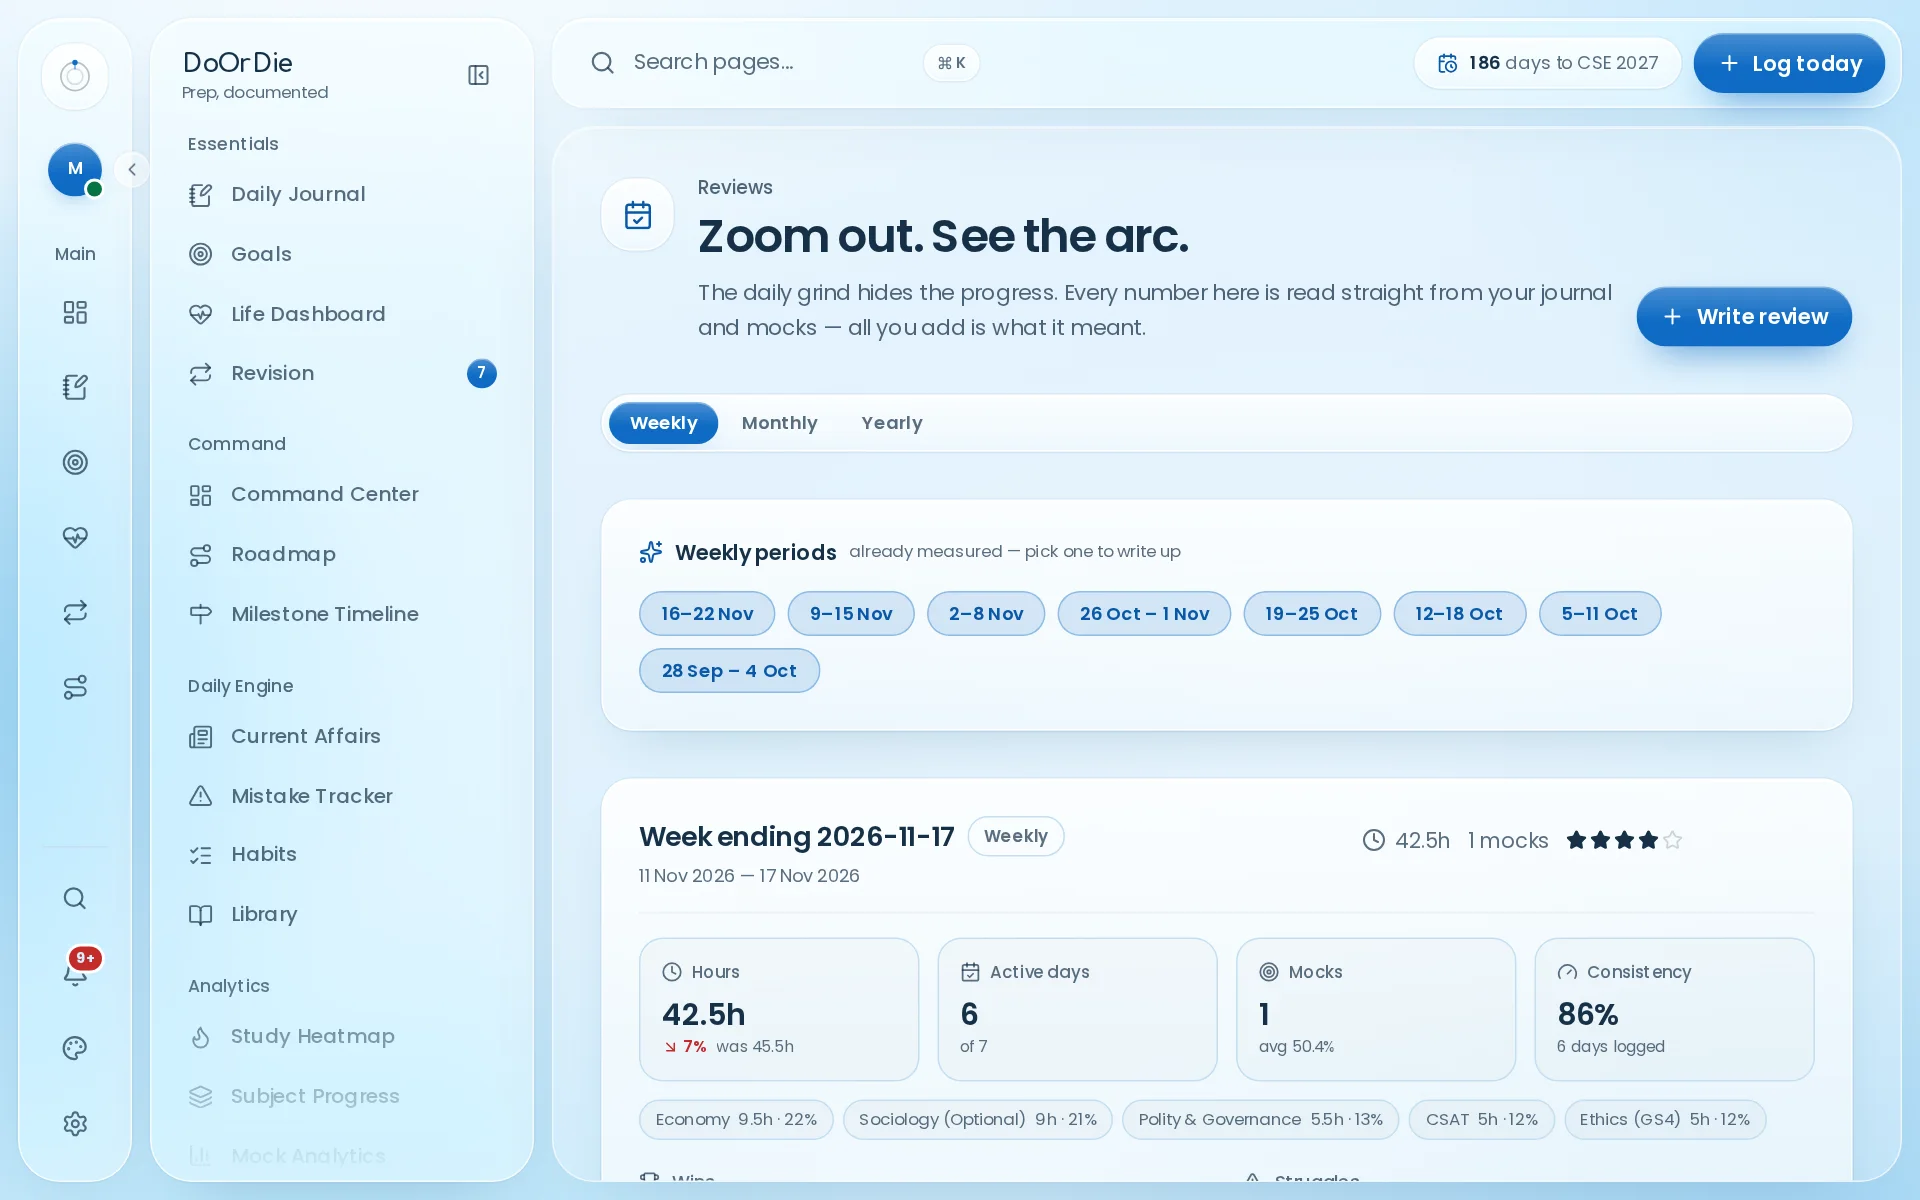 DoOrDie
Prep, documented
M
Main
9+
Essentials
Daily Journal
Goals
Life Dashboard
Revision 7
Command
Command Center
Roadmap
Milestone Timeline
Daily Engine
Current Affairs
Mistake Tracker
Habits
Library
Analytics
Study Heatmap
Subject Progress
Mock Analytics
Search pages...
⌘ K
186 days to CSE 2027
Log today
Reviews
Zoom out. See the arc.
The daily grind hides the progress. Every number here is read straight from your journal
and mocks — all you add is what it meant.
Write review
Weekly Monthly Yearly
Weekly periods already measured — pick one to write up
16–22 Nov 9–15 Nov 2–8 Nov 26 Oct – 1 Nov 19–25 Oct 12–18 Oct 5–11 Oct
28 Sep – 4 Oct
Week ending 2026-11-17 Weekly
42.5h 1 mocks
11 Nov 2026 — 17 Nov 2026
Hours
42.5h
7% was 45.5h
Active days
6
of 7
Mocks
1
avg 50.4%
Consistency
86%
6 days logged
Economy 9.5h · 22% Sociology (Optional) 9h · 21% Polity & Governance 5.5h · 13% CSAT 5h · 12% Ethics (GS4) 5h · 12%
Wins Struggles